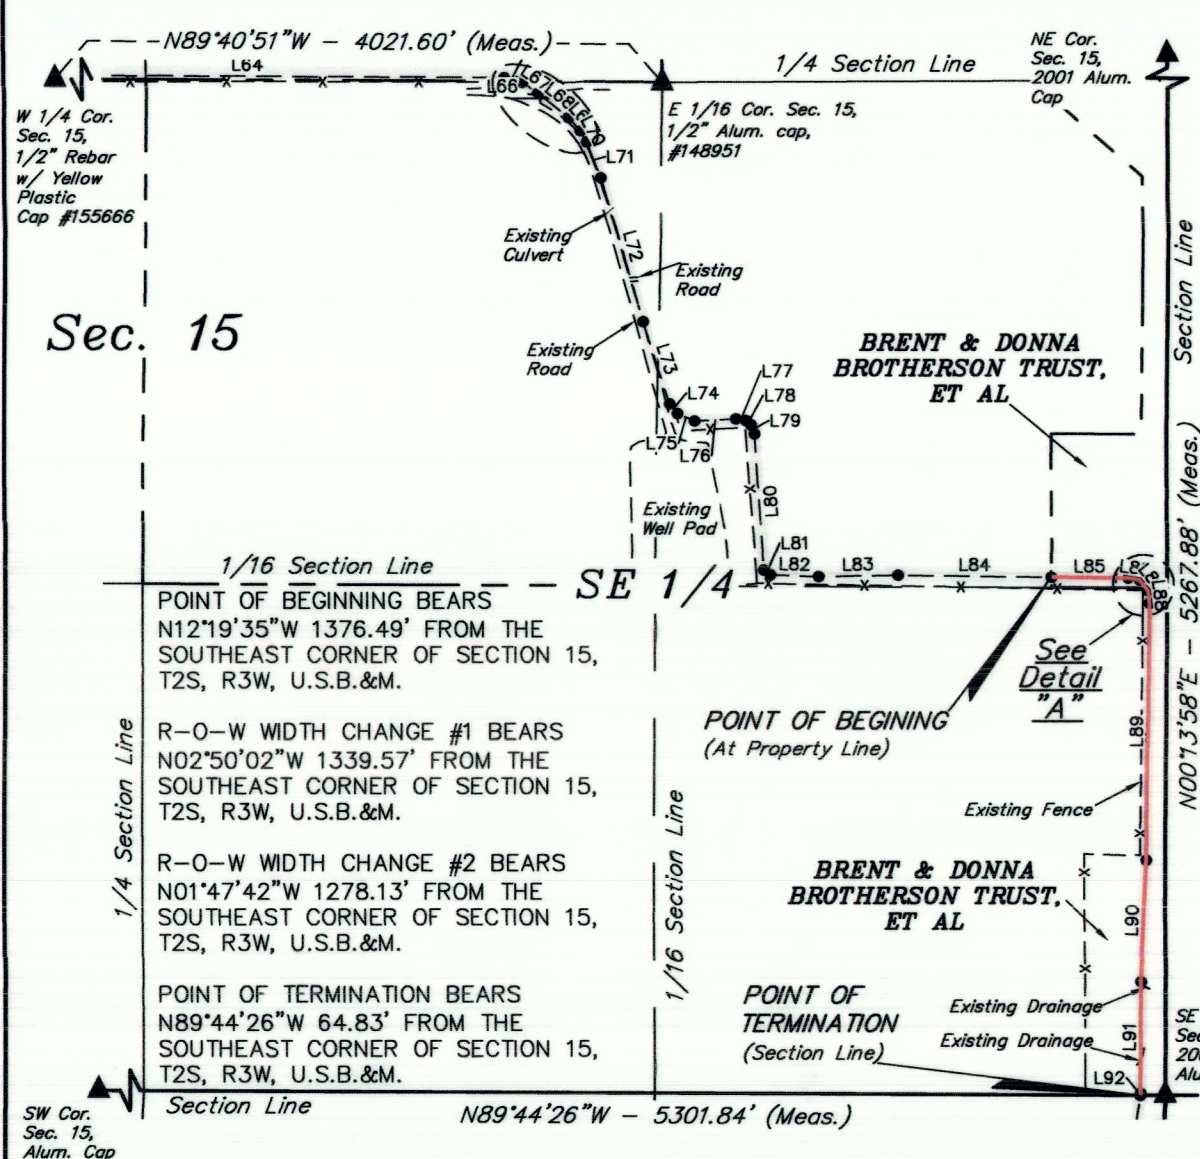 N89°40'51"W - 4021.60' (Meas.)
L64
L66
L67
L68
L70
L71
1/4 Section Line
NE Cor.
Sec. 15,
2001 Alum.
Cap
W 1/4 Cor.
Sec. 15,
1/2" Rebar
w/ Yellow
Plastic
Cap #155666
E 1/16 Cor. Sec. 15,
1/2" Alum. cap,
#148951
Existing
Culvert
L72
Existing
Road
Section Line
Sec. 15
Existing
Road
L73
BRENT & DONNA
BROTHERSON TRUST,
ET AL
L74
L75
L76
L77
L78
L79
L80
Existing
Well Pad
N00°13'58"E - 5267.88' (Meas.)
1/16 Section Line
SE 1/4
L81
L82
L83
L84
L85
L88
POINT OF BEGINNING BEARS
N12°19'35"W 1376.49' FROM THE
SOUTHEAST CORNER OF SECTION 15,
T2S, R3W, U.S.B.&M.
See
Detail
"A"
POINT OF BEGINING
(At Property Line)
L89
R-O-W WIDTH CHANGE #1 BEARS
N02°50'02"W 1339.57' FROM THE
SOUTHEAST CORNER OF SECTION 15,
T2S, R3W, U.S.B.&M.
1/4 Section Line
1/16 Section Line
Existing Fence
R-O-W WIDTH CHANGE #2 BEARS
N01°47'42"W 1278.13' FROM THE
SOUTHEAST CORNER OF SECTION 15,
T2S, R3W, U.S.B.&M.
BRENT & DONNA
BROTHERSON TRUST,
ET AL
L90
POINT OF TERMINATION BEARS
N89°44'26"W 64.83' FROM THE
SOUTHEAST CORNER OF SECTION 15,
T2S, R3W, U.S.B.&M.
POINT OF
TERMINATION
(Section Line)
Existing Drainage
Existing Drainage
L91
L92
SE
SW Cor.
Sec. 15,
Alum. Cap
Section Line
N89°44'26"W - 5301.84' (Meas.)